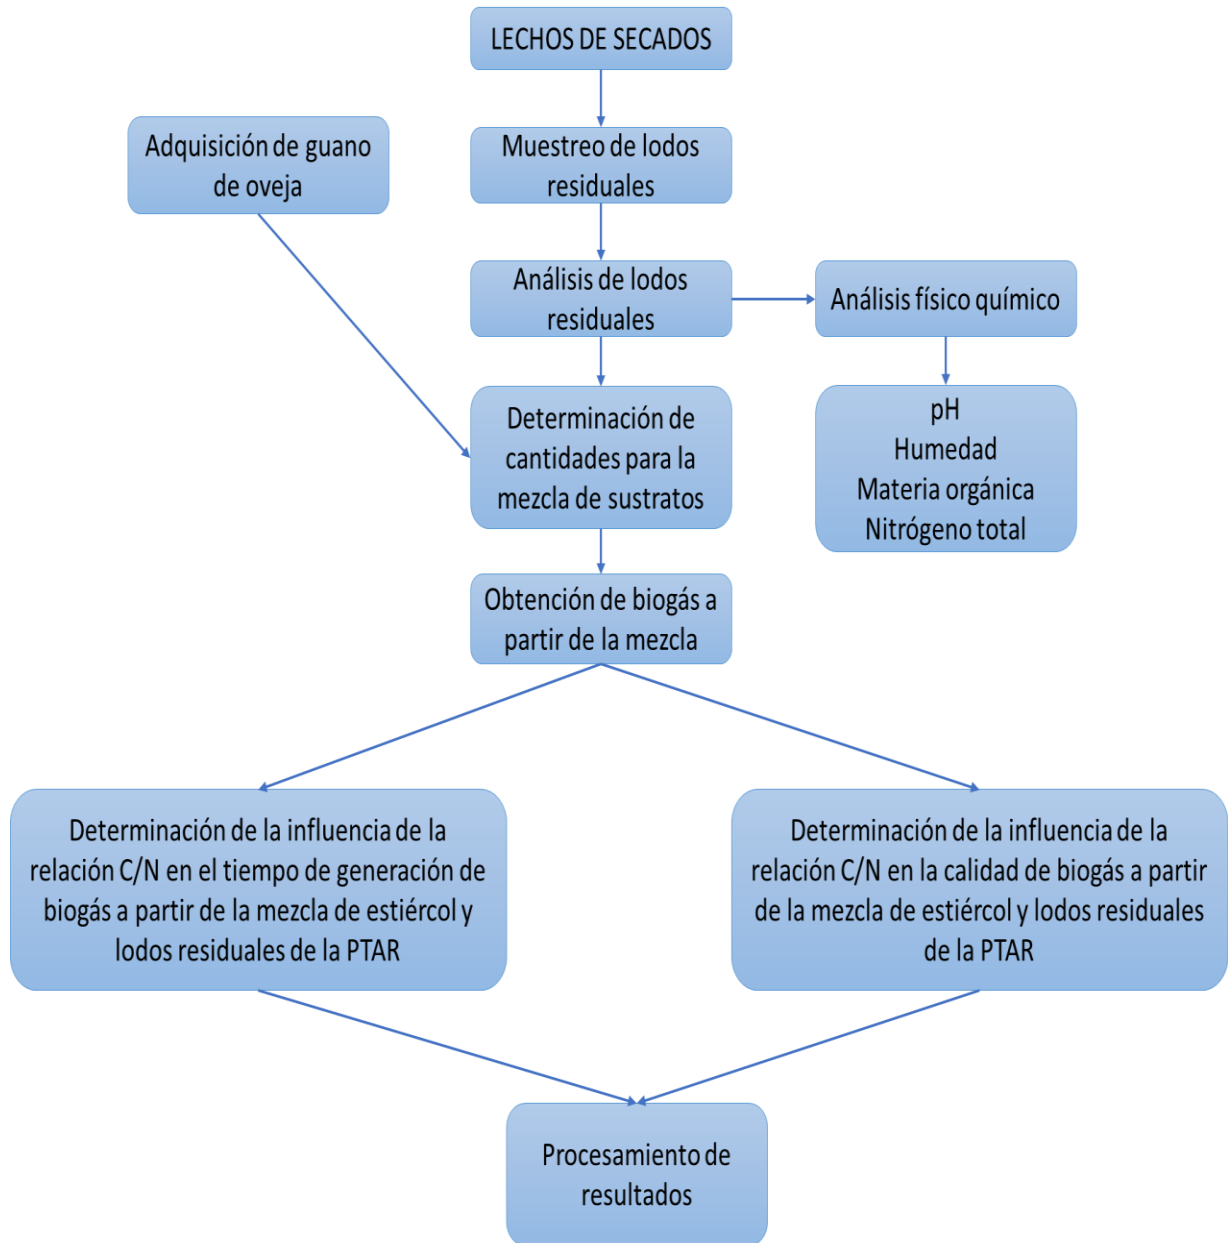 LECHOS DE SECADOS
Adquisición de guano
de oveja
Muestreo de lodos
residuales
Análisis de lodos
residuales
Análisis físico químico
Determinación de
cantidades para la
mezcla de sustratos
pH
Humedad
Materia orgánica
Nitrógeno total
Obtención de biogás a
partir de la mezcla
Determinación de la influencia de la
relación C/N en el tiempo de generación de
biogás a partir de la mezcla de estiércol y
lodos residuales de la PTAR
Determinación de la influencia de la
relación C/N en la calidad de biogás a partir
de la mezcla de estiércol y lodos residuales
de la PTAR
Procesamiento de
resultados